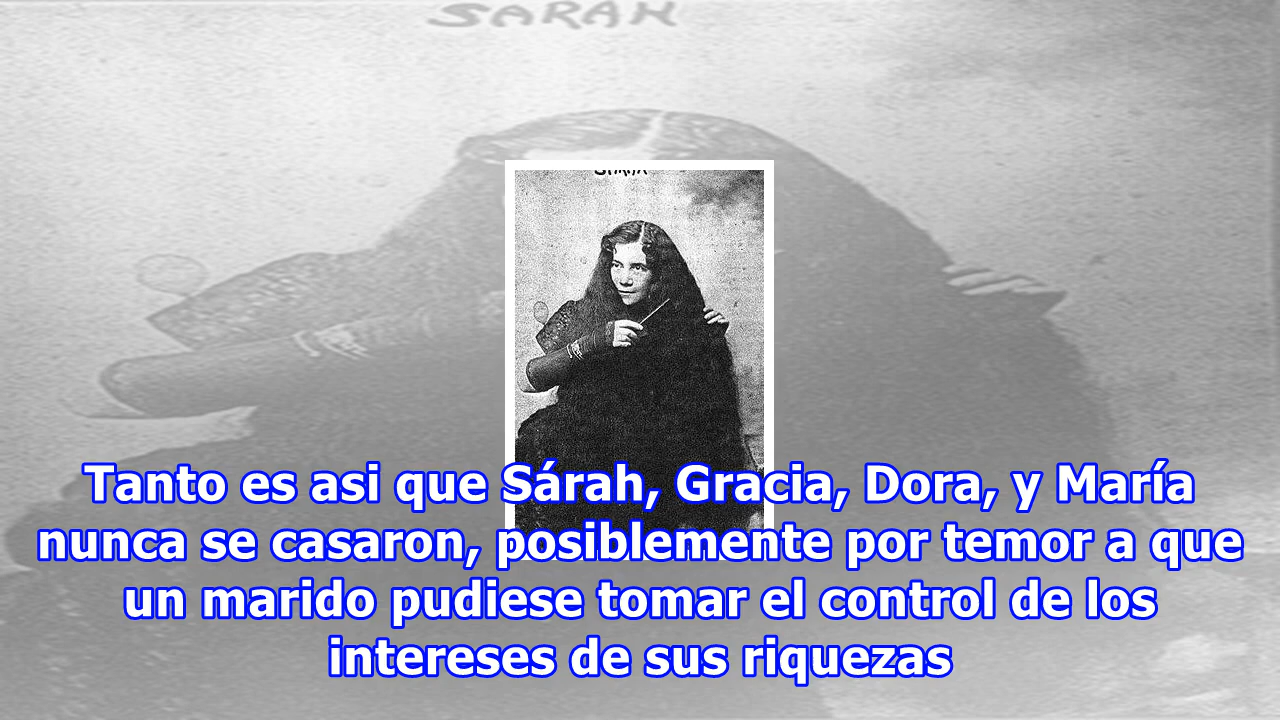 SARAH
SARAH
Tanto es asi que Sárah, Gracia, Dora, y María
nunca se casaron, posiblemente por temor a que
un marido pudiese tomar el control de los
intereses de sus riquezas